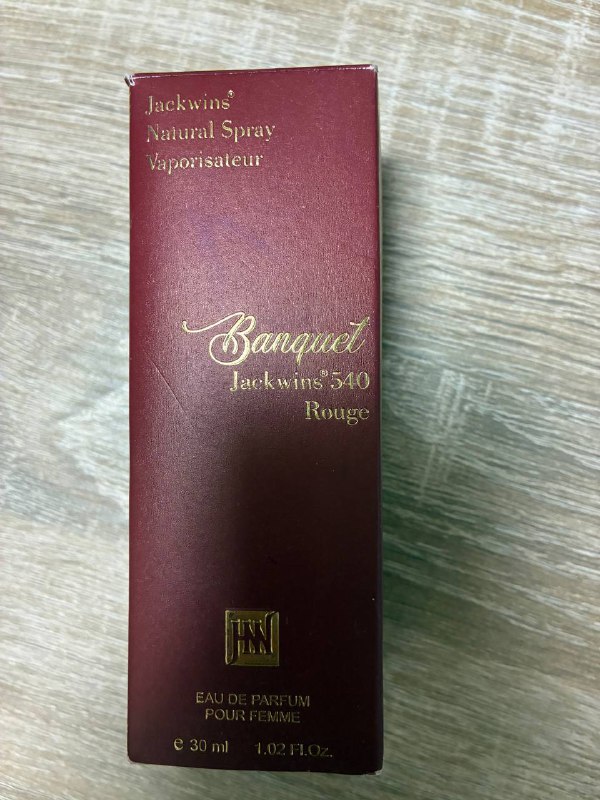 Jackwins®
Natural Spray
Vaporisateur
Banquet
Jackwins® 540
Rouge
JHW
EAU DE PARFUM
POUR FEMME
e 30 ml 1.02 Fl.Oz.